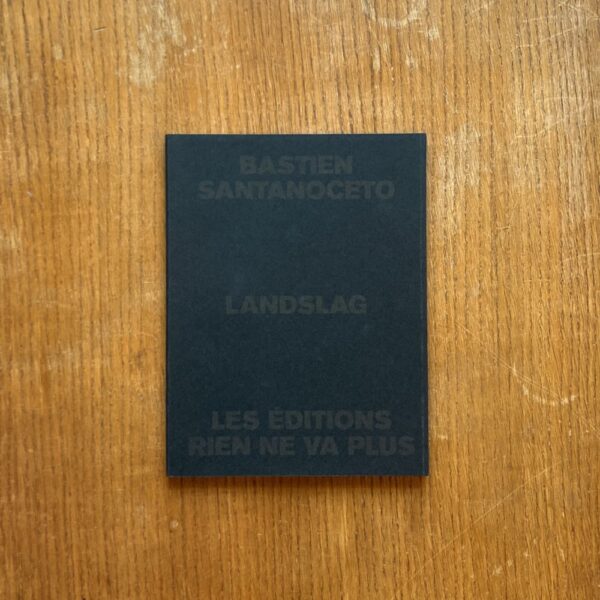 BASTIEN
SANTANOCETO
LANDSLAG
LES ÉDITIONS
RIEN NE VA PLUS